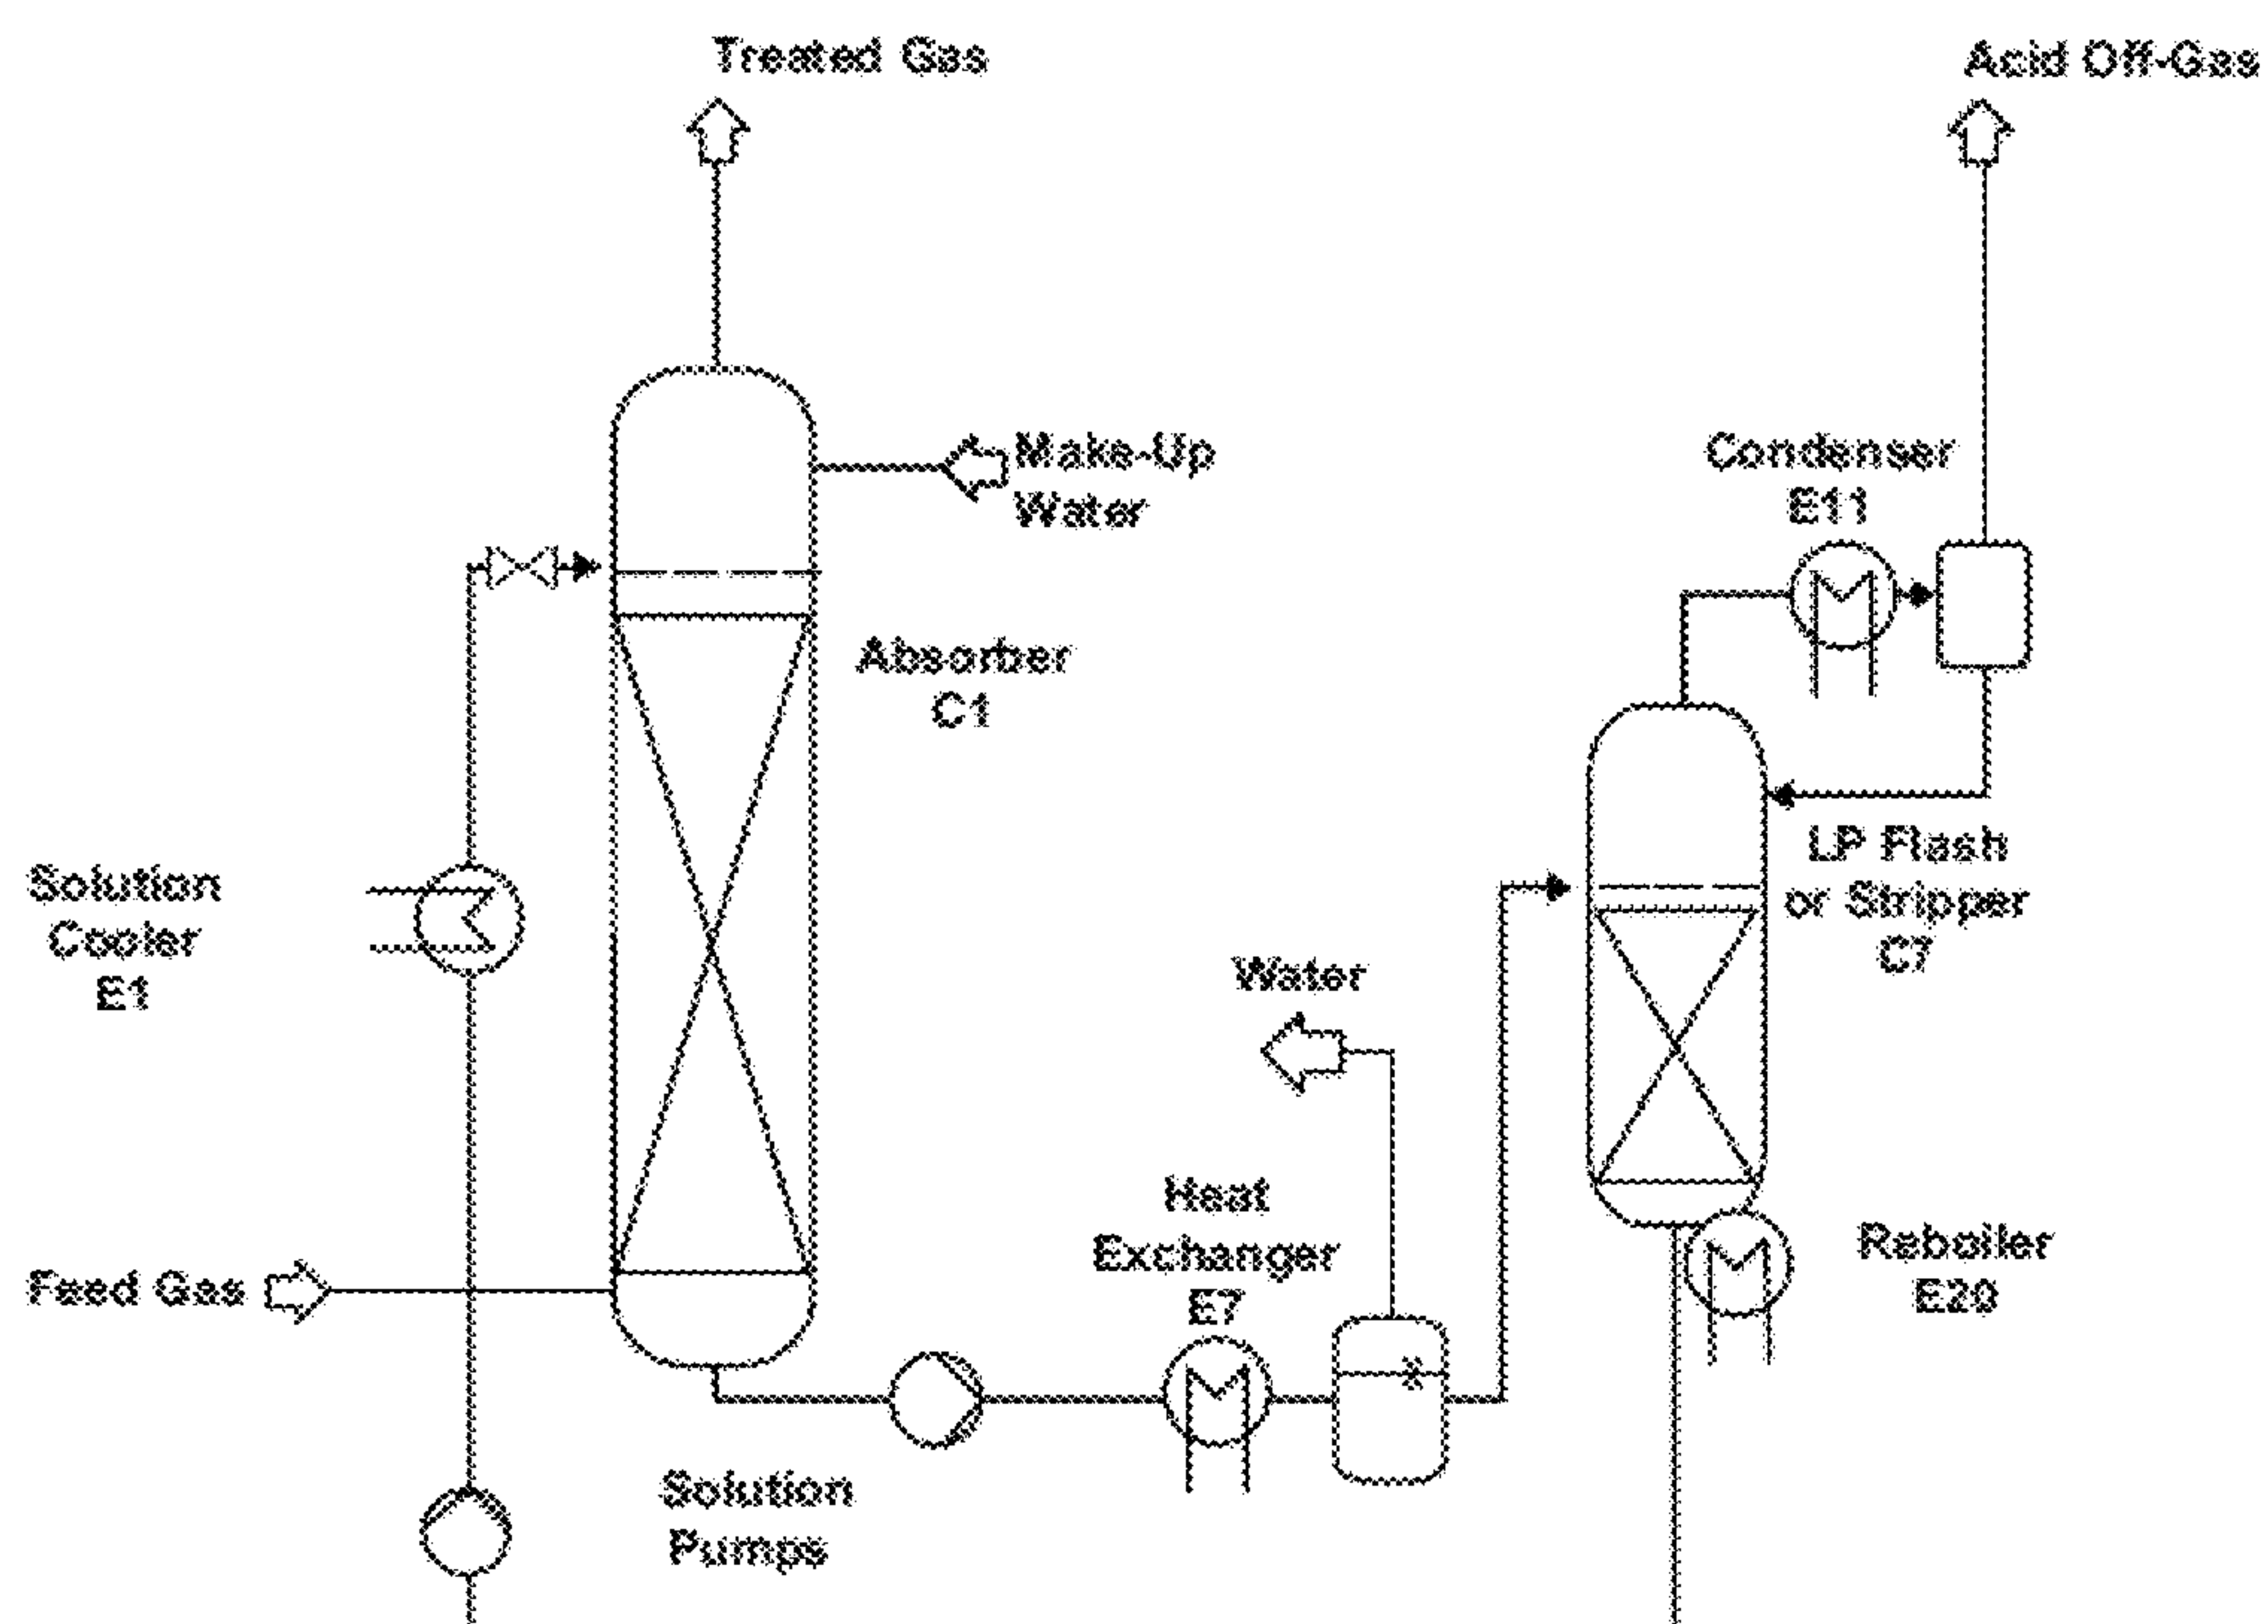 Treated Gas
Acid Off-Gas
Make-Up
Water
Condenser
E11
Absorber
C1
LP Flash
or Stripper
C7
Solution
Cooler
E1
Water
Heat
Exchanger
E7
Reboiler
E20
Feed Gas
Solution
Pumps